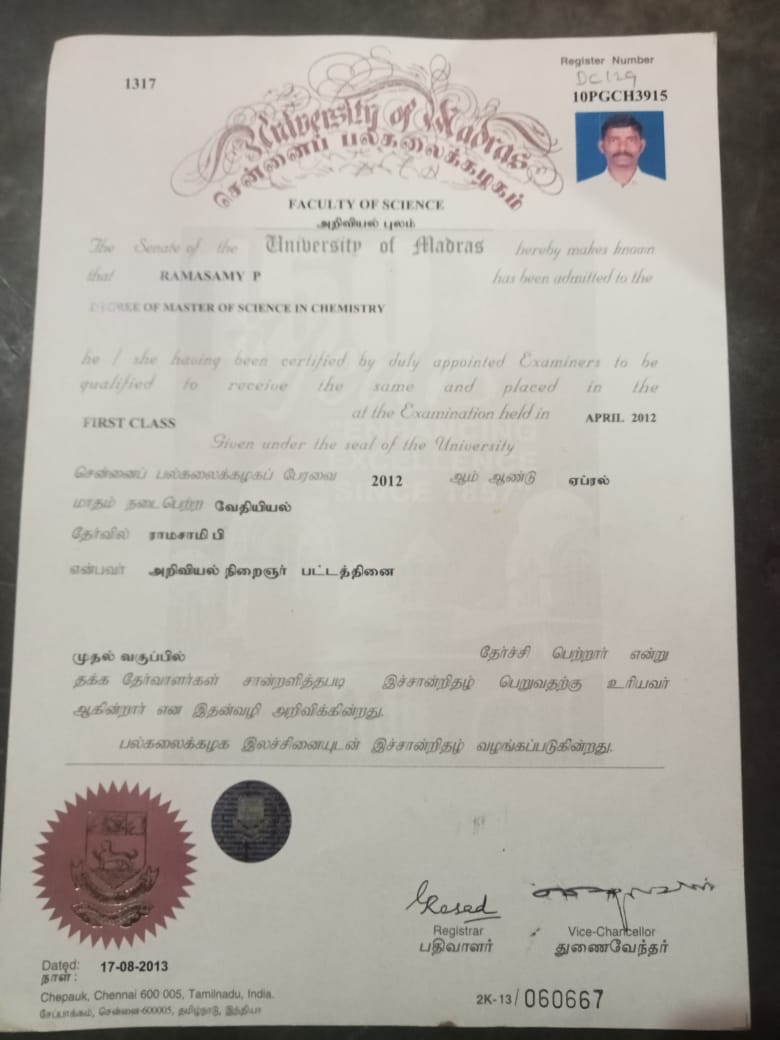 1317
Register Number
DC129
10PGCH3915
University of Madras
சென்னைப் பல்கலைக்கழகம்
FACULTY OF SCIENCE
அறிவியல் புலம்
The Senate of the University of Madras hereby makes known
that RAMASAMY P has been admitted to the
DEGREE OF MASTER OF SCIENCE IN CHEMISTRY
he / she having been certified by duly appointed Examiners to be
qualified to receive the same and placed in the
FIRST CLASS at the Examination held in APRIL 2012
Given under the seal of the University
சென்னைப் பல்கலைக்கழகப் பேரவை 2012 ஆம் ஆண்டு ஏப்ரல்
மாதம் நடைபெற்ற வேதியியல்
தேர்வில் ராமசாமி பி
என்பவர் அறிவியல் நிறைஞர் பட்டத்தினை
முதல் வகுப்பில் தேர்ச்சி பெற்றார் என்று
தக்க தேர்வாளர்கள் சான்றளித்தபடி இச்சான்றிதழ் பெறுவதற்கு உரியவர்
ஆகின்றார் என இதன்வழி அறிவிக்கின்றது.
பல்கலைக்கழக இலச்சினையுடன் இச்சான்றிதழ் வழங்கப்படுகின்றது.
Registrar
பதிவாளர்
Vice-Chancellor
துணைவேந்தர்
Dated: 17-08-2013
நாள் :
Chepauk, Chennai 600 005, Tamilnadu, India.
சேப்பாக்கம், சென்னை-600005, தமிழ்நாடு, இந்தியா
2K-13/060667